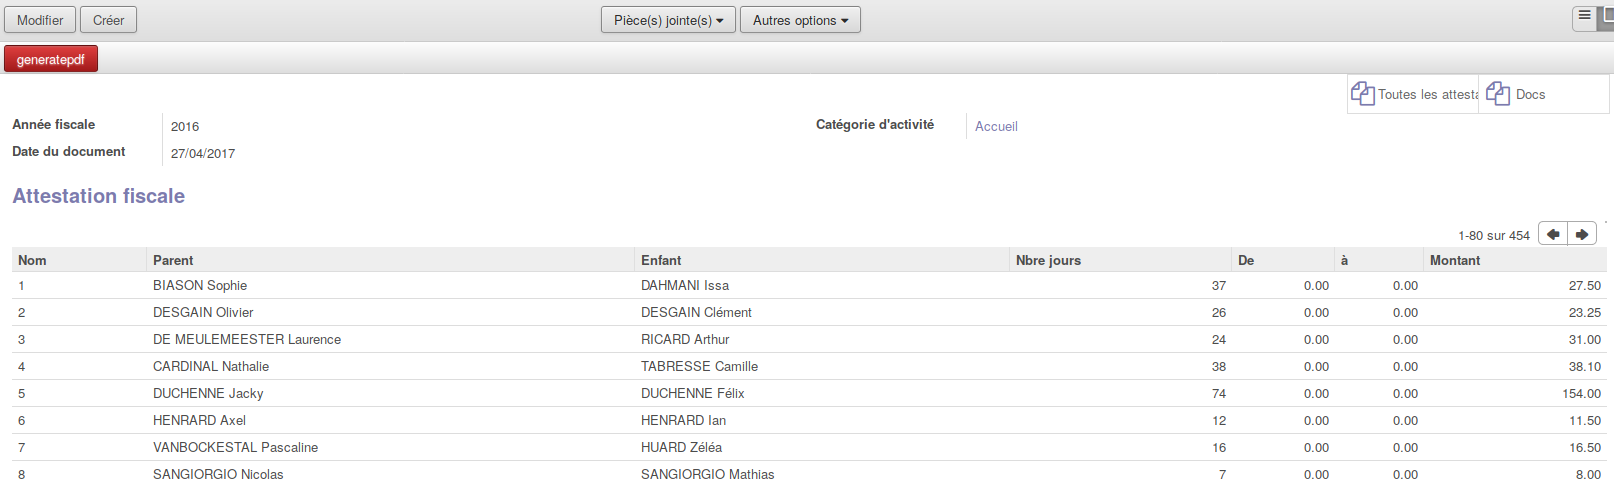 Modifier Créer Pièce(s) jointe(s) Autres options
generatepdf
Toutes les attesta Docs
Année fiscale 2016 Catégorie d'activité Accueil
Date du document 27/04/2017
Attestation fiscale
1-80 sur 454
Nom Parent Enfant Nbre jours De à Montant
1 BIASON Sophie DAHMANI Issa 37 0.00 0.00 27.50
2 DESGAIN Olivier DESGAIN Clément 26 0.00 0.00 23.25
3 DE MEULEMEESTER Laurence RICARD Arthur 24 0.00 0.00 31.00
4 CARDINAL Nathalie TABRESSE Camille 38 0.00 0.00 38.10
5 DUCHENNE Jacky DUCHENNE Félix 74 0.00 0.00 154.00
6 HENRARD Axel HENRARD Ian 12 0.00 0.00 11.50
7 VANBOCKESTAL Pascaline HUARD Zéléa 16 0.00 0.00 16.50
8 SANGIORGIO Nicolas SANGIORGIO Mathias 7 0.00 0.00 8.00